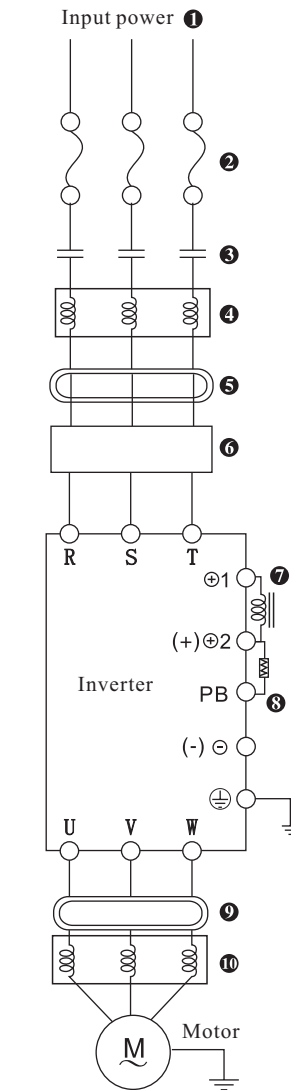 Input power ❶
❷
❸
❹
❺
❻
R S T
⊕1 ❼
(+)⊕2
Inverter
PB ❽
(-) ⊖
U V W
❾
❿
Motor
M